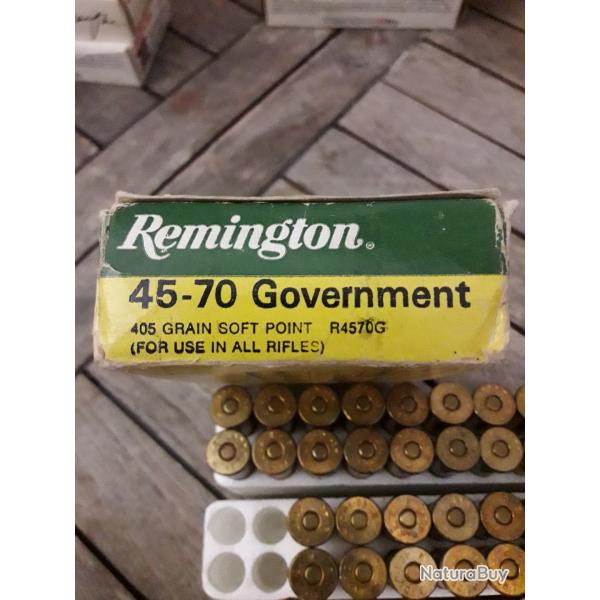 Remington®
45-70 Government
405 GRAIN SOFT POINT R4570G
(FOR USE IN ALL RIFLES)
NaturaBuy